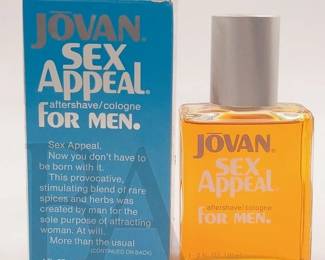 JŌVAN®
SEX
APPEAL®
aftershave/cologne
FOR MEN.
Sex Appeal.
Now you don't have to
be born with it.
This provocative,
stimulating blend of rare
spices and herbs was
created by man for the
sole purpose of attracting
woman. At will.
More than the usual
(CONTINUED ON BACK)
JŌVAN®
SEX
APPEAL®
aftershave/cologne
FOR MEN.